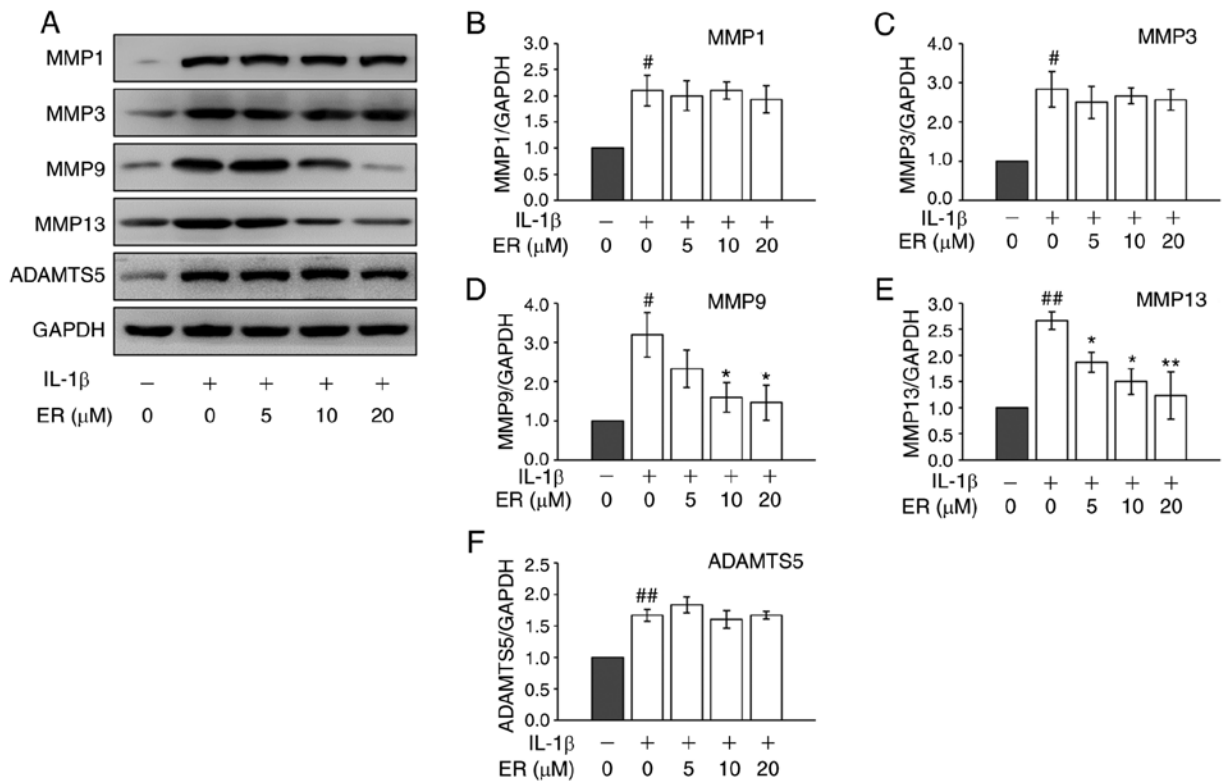 A
MMP1
MMP3
MMP9
MMP13
ADAMTS5
GAPDH
IL-1β − + + + +
ER (μM) 0 0 5 10 20
B
MMP1
MMP1/GAPDH
3.0
2.5
2.0
1.5
1.0
0.5
0.0
#
IL-1β − + + + +
ER (μM) 0 0 5 10 20
C
MMP3
MMP3/GAPDH
4.0
3.0
2.0
1.0
0.0
#
IL-1β − + + + +
ER (μM) 0 0 5 10 20
D
MMP9
MMP9/GAPDH
4.0
3.0
2.0
1.0
0.0
#
* *
IL-1β − + + + +
ER (μM) 0 0 5 10 20
E
MMP13
MMP13/GAPDH
3.0
2.5
2.0
1.5
1.0
0.5
0.0
##
* * **
IL-1β − + + + +
ER (μM) 0 0 5 10 20
F
ADAMTS5
ADAMTS5/GAPDH
2.5
2.0
1.5
1.0
0.5
0.0
##
IL-1β − + + + +
ER (μM) 0 0 5 10 20